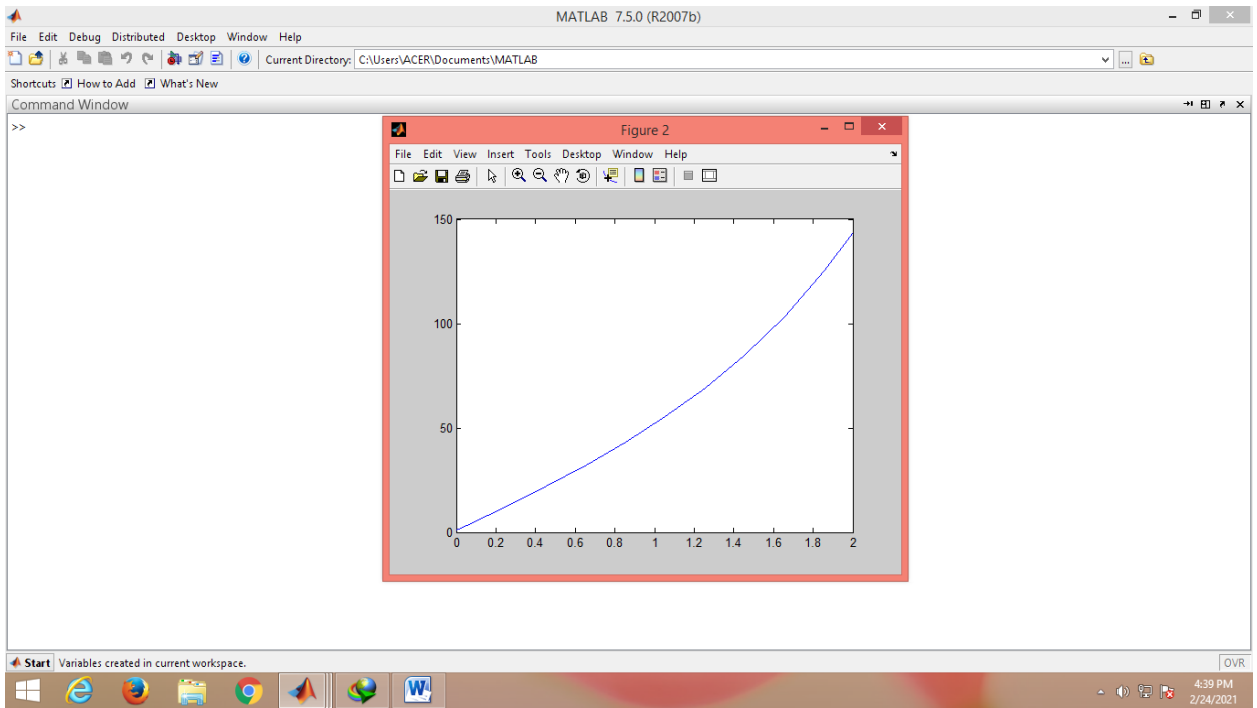 MATLAB 7.5.0 (R2007b)
File Edit Debug Distributed Desktop Window Help
Current Directory: C:\Users\ACER\Documents\MATLAB
Shortcuts How to Add What's New
Command Window
>>
Figure 2
File Edit View Insert Tools Desktop Window Help
150
100
50
0
0 0.2 0.4 0.6 0.8 1 1.2 1.4 1.6 1.8 2
Start Variables created in current workspace.
OVR
4:39 PM
2/24/2021